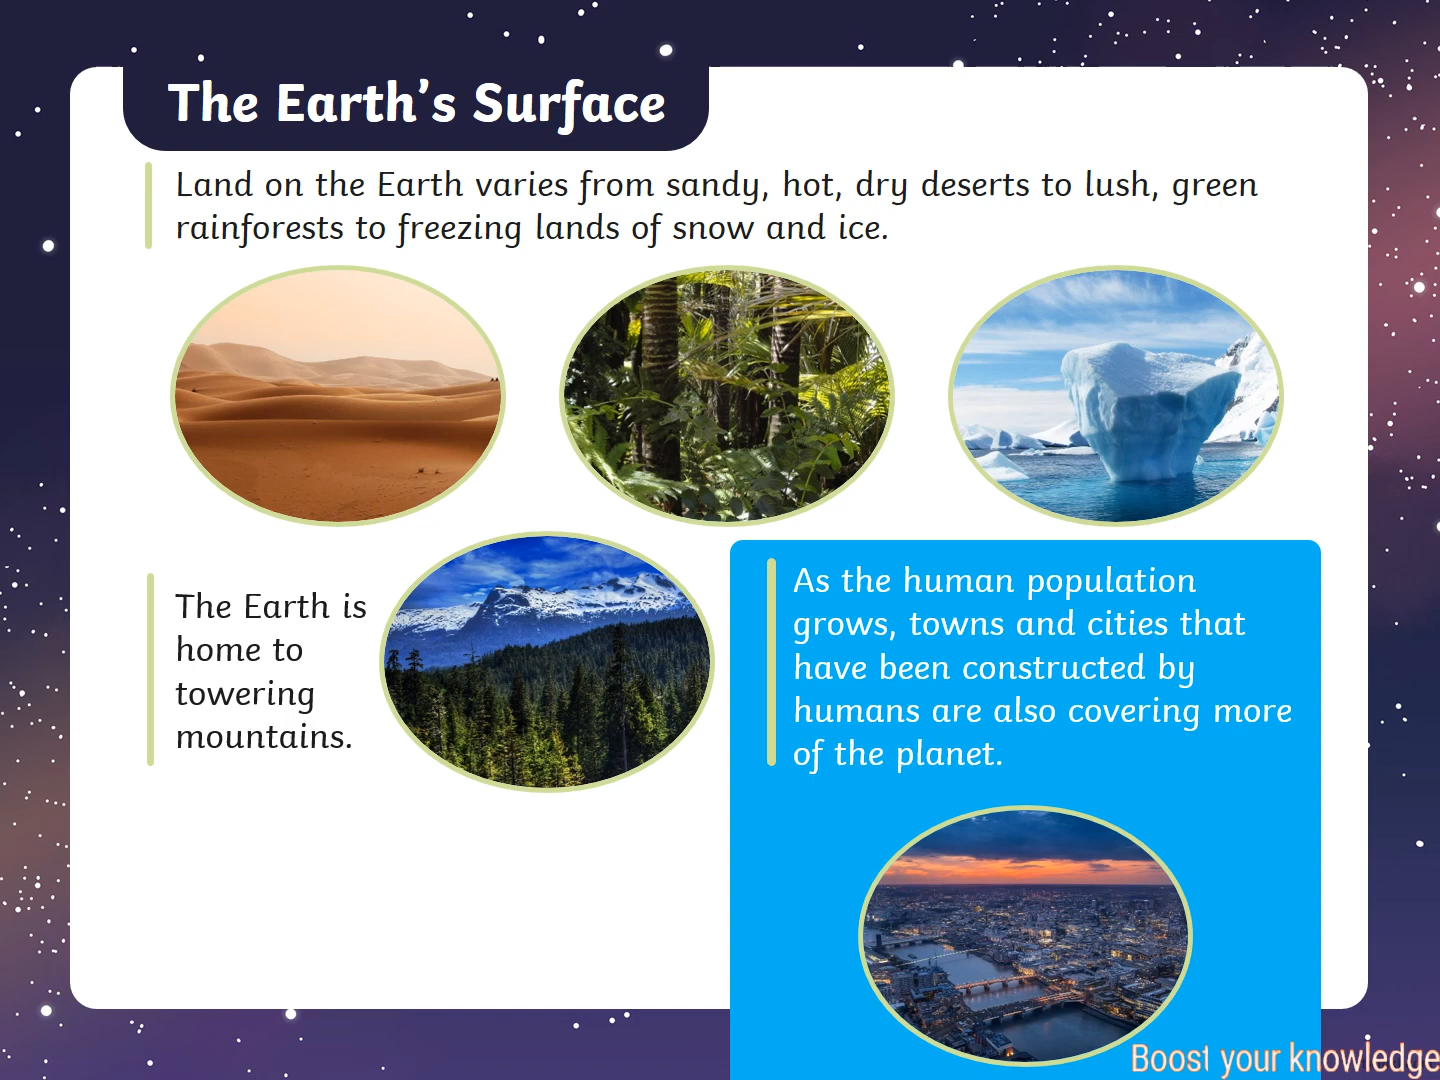 The Earth’s Surface
Land on the Earth varies from sandy, hot, dry deserts to lush, green
rainforests to freezing lands of snow and ice.
The Earth is
home to
towering
mountains.
As the human population
grows, towns and cities that
have been constructed by
humans are also covering more
of the planet.
Boost your knowledge